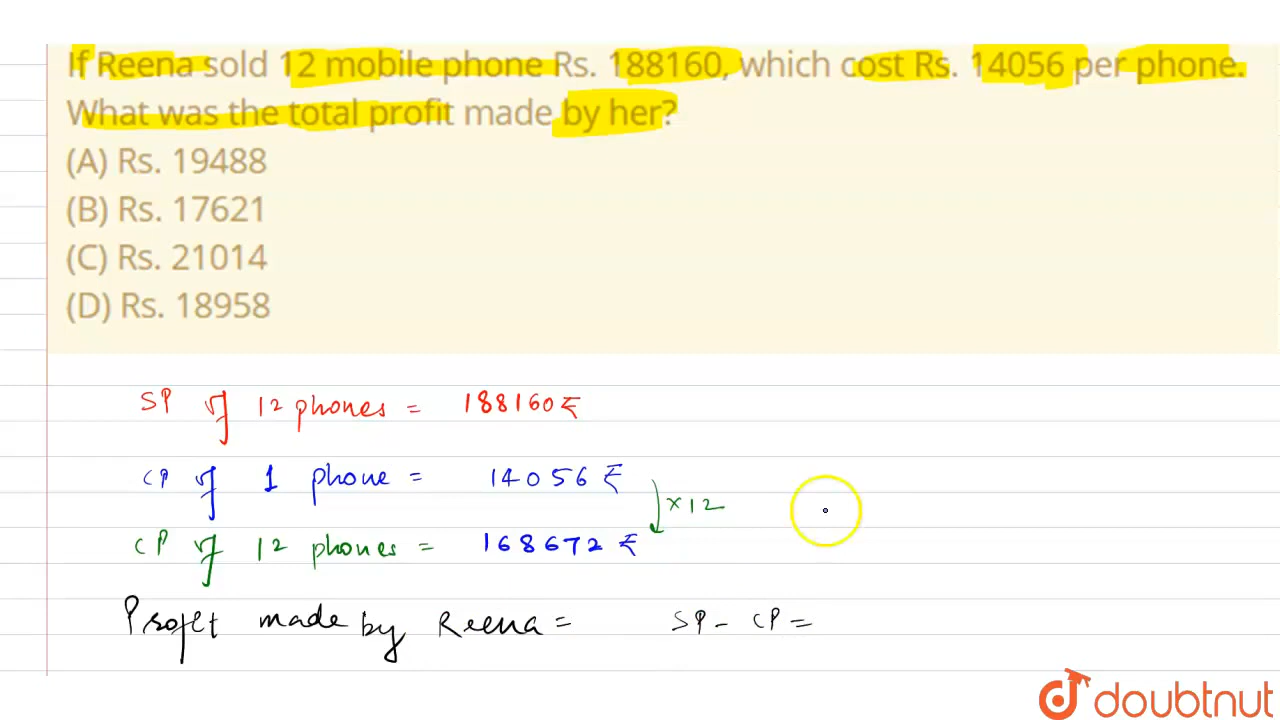 If Reena sold 12 mobile phone Rs. 188160, which cost Rs. 14056 per phone.
What was the total profit made by her?
(A) Rs. 19488
(B) Rs. 17621
(C) Rs. 21014
(D) Rs. 18958
SP of 12 phones = 188160₹
CP of 1 phone = 14056 ₹
×12
CP of 12 phones = 168672 ₹
Profit made by Reena = SP - CP =
doubtnut